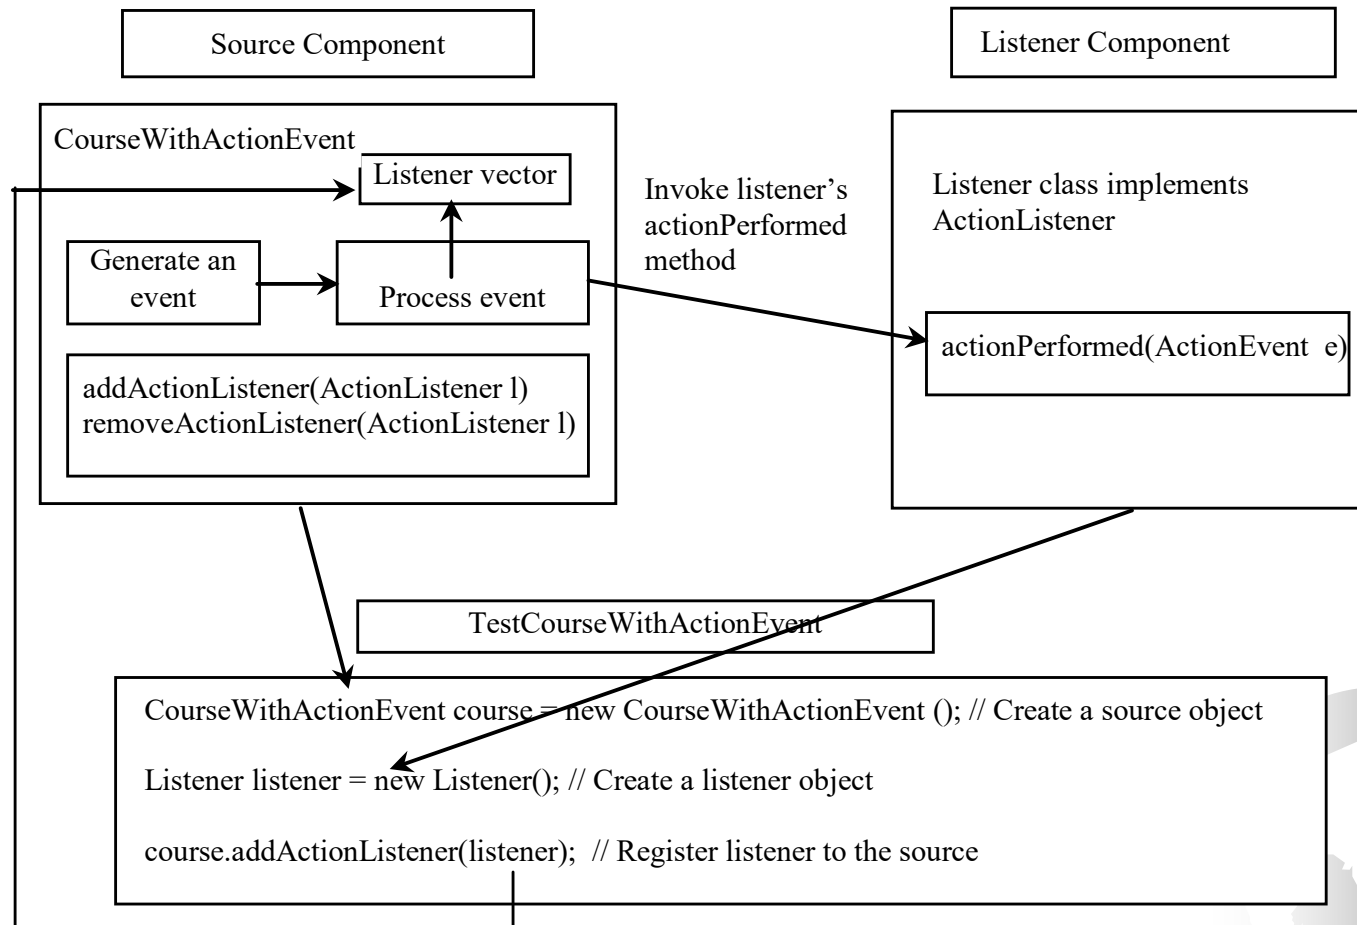 Source Component
Listener Component
CourseWithActionEvent
Listener vector
Generate an
event
Process event
addActionListener(ActionListener l)
removeActionListener(ActionListener l)
Invoke listener’s
actionPerformed
method
Listener class implements
ActionListener
actionPerformed(ActionEvent e)
TestCourseWithActionEvent
CourseWithActionEvent course = new CourseWithActionEvent (); // Create a source object
Listener listener = new Listener(); // Create a listener object
course.addActionListener(listener); // Register listener to the source